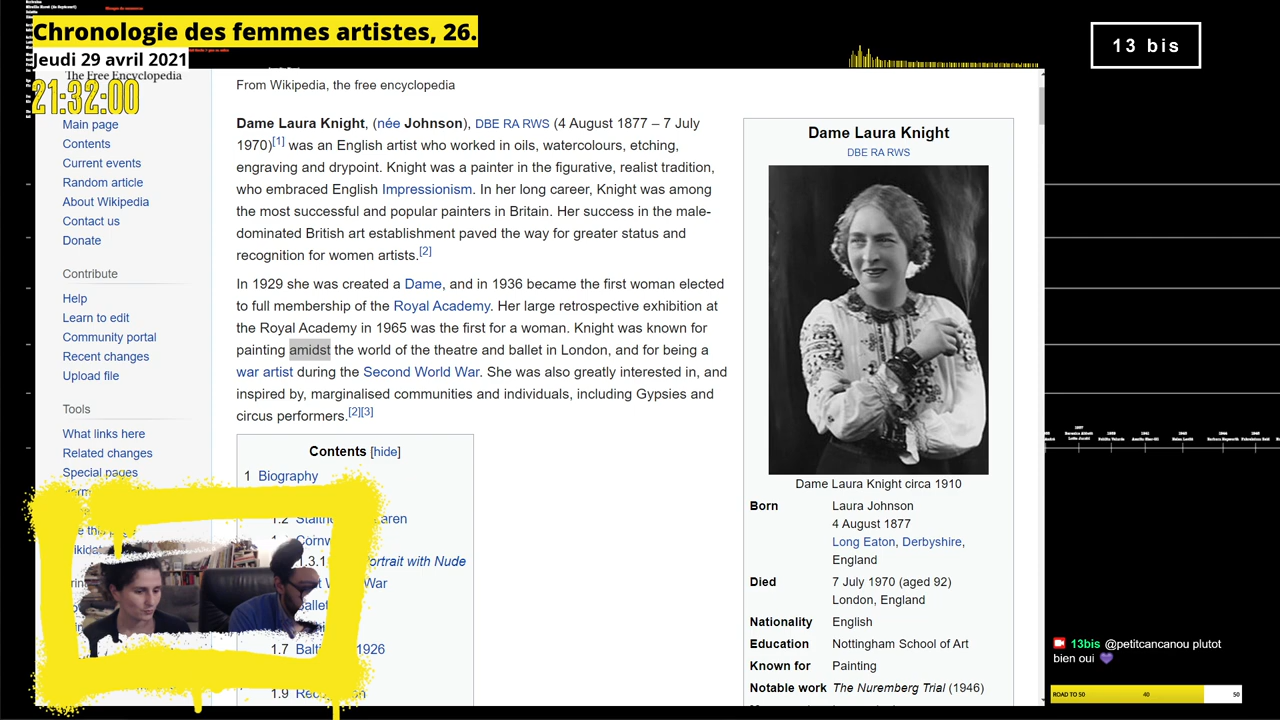 Chronologie des femmes artistes, 26.
Jeudi 29 avril 2021
21:32:00
13 bis
The Free Encyclopedia
Main page
Contents
Current events
Random article
About Wikipedia
Contact us
Donate
Contribute
Help
Learn to edit
Community portal
Recent changes
Upload file
Tools
What links here
Related changes
Special pages
From Wikipedia, the free encyclopedia
Dame Laura Knight, (née Johnson), DBE RA RWS (4 August 1877 – 7 July
1970)[1] was an English artist who worked in oils, watercolours, etching,
engraving and drypoint. Knight was a painter in the figurative, realist tradition,
who embraced English Impressionism. In her long career, Knight was among
the most successful and popular painters in Britain. Her success in the male-
dominated British art establishment paved the way for greater status and
recognition for women artists.[2]
In 1929 she was created a Dame, and in 1936 became the first woman elected
to full membership of the Royal Academy. Her large retrospective exhibition at
the Royal Academy in 1965 was the first for a woman. Knight was known for
painting amidst the world of the theatre and ballet in London, and for being a
war artist during the Second World War. She was also greatly interested in, and
inspired by, marginalised communities and individuals, including Gypsies and
circus performers.[2][3]
Contents [hide]
1 Biography
1.2
1.3.1
War
1.7
1926
1.9
Dame Laura Knight
DBE RA RWS
Dame Laura Knight circa 1910
Born Laura Johnson
4 August 1877
Long Eaton, Derbyshire,
England
Died 7 July 1970 (aged 92)
London, England
Nationality English
Education Nottingham School of Art
Known for Painting
Notable work The Nuremberg Trial (1946)
13bis @petitcancanou plutot
bien oui
ROAD TO 50 40 50